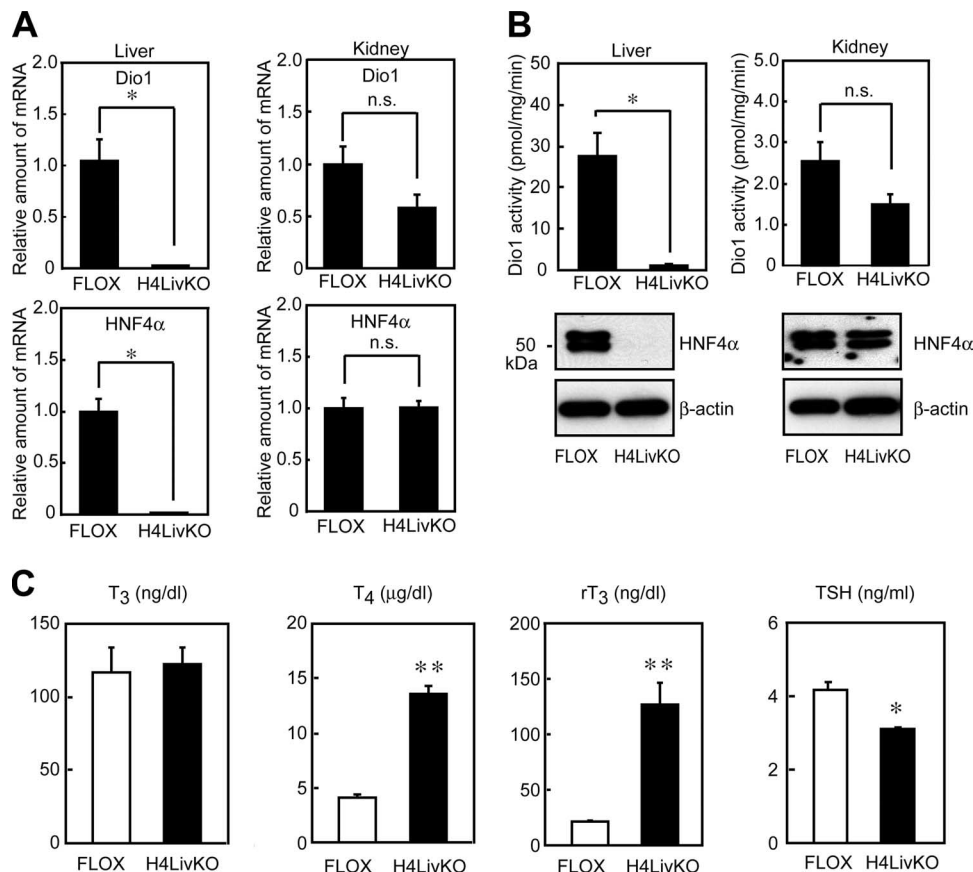 A
Liver
Dio1
Relative amount of mRNA
2.0
1.5
1.0
0.5
0
*
FLOX H4LivKO
Kidney
Dio1
Relative amount of mRNA
2.0
1.5
1.0
0.5
0
n.s.
FLOX H4LivKO
HNF4α
Relative amount of mRNA
2.0
1.5
1.0
0.5
0
*
FLOX H4LivKO
HNF4α
Relative amount of mRNA
2.0
1.5
1.0
0.5
0
n.s.
FLOX H4LivKO
B
Liver
Dio1 activity (pmol/mg/min)
50
40
30
20
10
0
*
FLOX H4LivKO
Kidney
Dio1 activity (pmol/mg/min)
5.0
4.0
3.0
2.0
1.0
0
n.s.
FLOX H4LivKO
50
kDa
HNF4α
β-actin
FLOX H4LivKO
HNF4α
β-actin
FLOX H4LivKO
C
T3 (ng/dl)
150
100
50
0
FLOX H4LivKO
T4 (μg/dl)
20
15
10
5
0
**
FLOX H4LivKO
rT3 (ng/dl)
200
150
100
50
0
**
FLOX H4LivKO
TSH (ng/ml)
6
4
2
0
*
FLOX H4LivKO